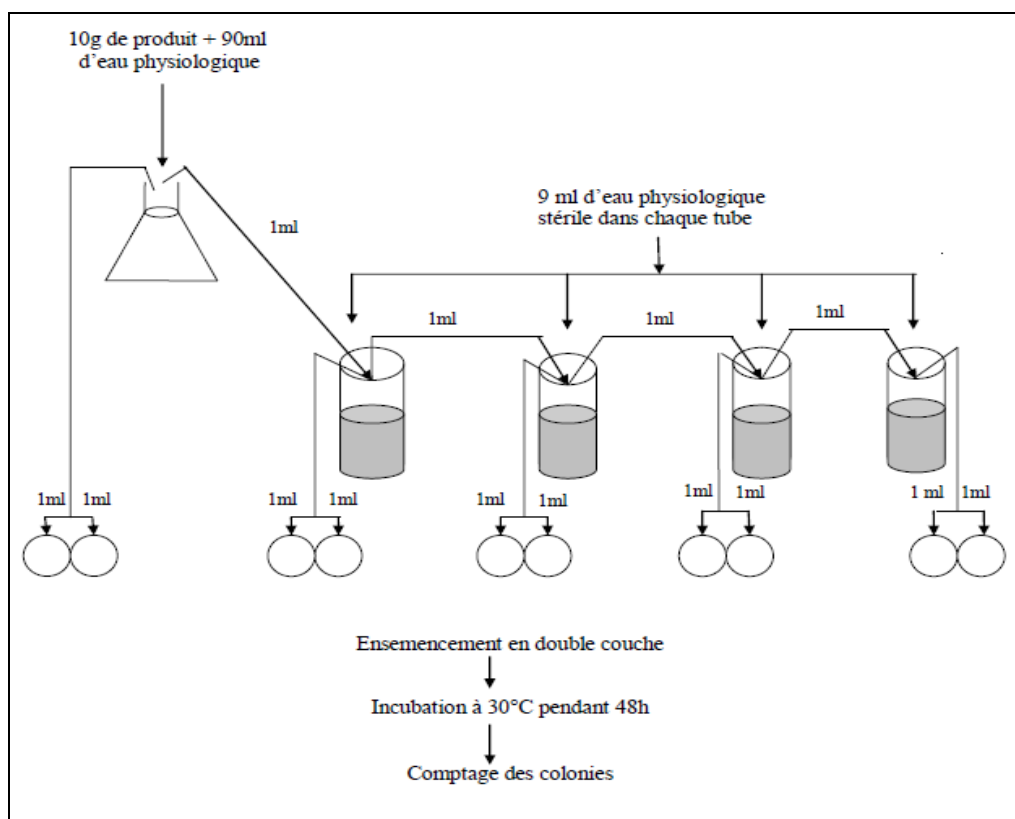 10g de produit + 90ml
d'eau physiologique
9 ml d'eau physiologique
stérile dans chaque tube
1ml
1ml
1ml
1ml
1ml
1ml
1ml
1ml
1ml
1ml
1ml
1ml
1 ml
1ml
Ensemencement en double couche
Incubation à 30°C pendant 48h
Comptage des colonies